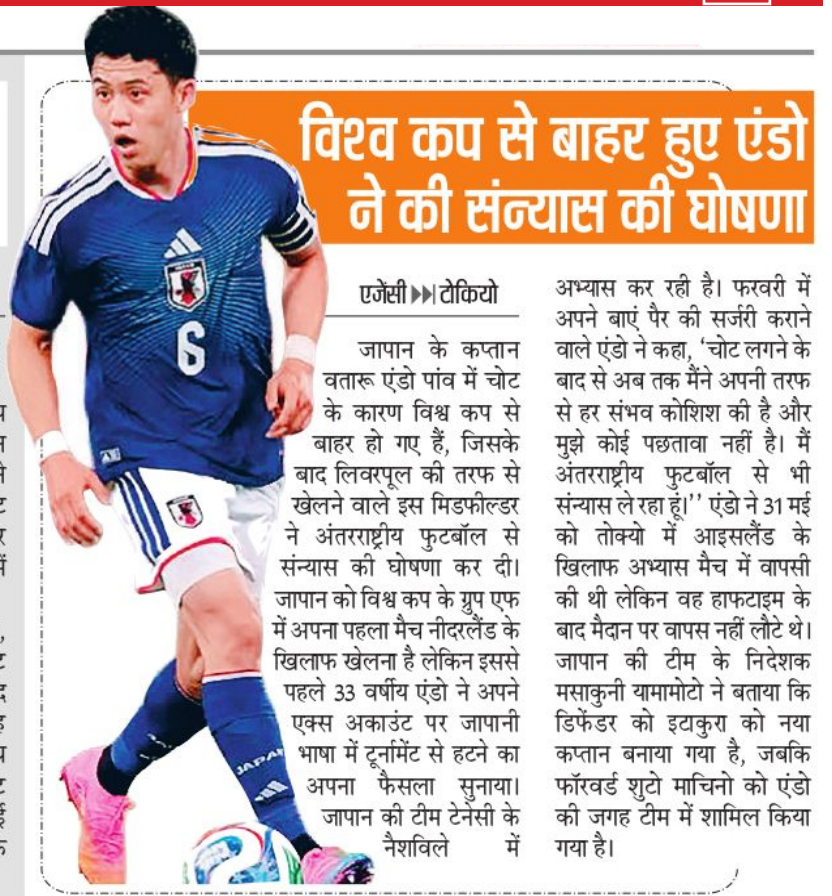 विश्व कप से बाहर हुए एंडो
ने की संन्यास की घोषणा
एजेंसी ▶▶| टोकियो
जापान के कप्तान
वतारू एंडो पांव में चोट
के कारण विश्व कप से
बाहर हो गए हैं, जिसके
बाद लिवरपूल की तरफ से
खेलने वाले इस मिडफील्डर
ने अंतरराष्ट्रीय फुटबॉल से
संन्यास की घोषणा कर दी।
जापान को विश्व कप के ग्रुप एफ
में अपना पहला मैच नीदरलैंड के
खिलाफ खेलना है लेकिन इससे
पहले 33 वर्षीय एंडो ने अपने
एक्स अकाउंट पर जापानी
भाषा में टूर्नामेंट से हटने का
अपना फैसला सुनाया।
जापान की टीम टेनेसी के
नैशविले में
अभ्यास कर रही है। फरवरी में
अपने बाएं पैर की सर्जरी कराने
वाले एंडो ने कहा, ‘चोट लगने के
बाद से अब तक मैंने अपनी तरफ
से हर संभव कोशिश की है और
मुझे कोई पछतावा नहीं है। मैं
अंतरराष्ट्रीय फुटबॉल से भी
संन्यास ले रहा हूं।’’ एंडो ने 31 मई
को तोक्यो में आइसलैंड के
खिलाफ अभ्यास मैच में वापसी
की थी लेकिन वह हाफटाइम के
बाद मैदान पर वापस नहीं लौटे थे।
जापान की टीम के निदेशक
मसाकुनी यामामोटो ने बताया कि
डिफेंडर को इटाकुरा को नया
कप्तान बनाया गया है, जबकि
फॉरवर्ड शुटो माचिनो को एंडो
की जगह टीम में शामिल किया
गया है।
6
JAPAN